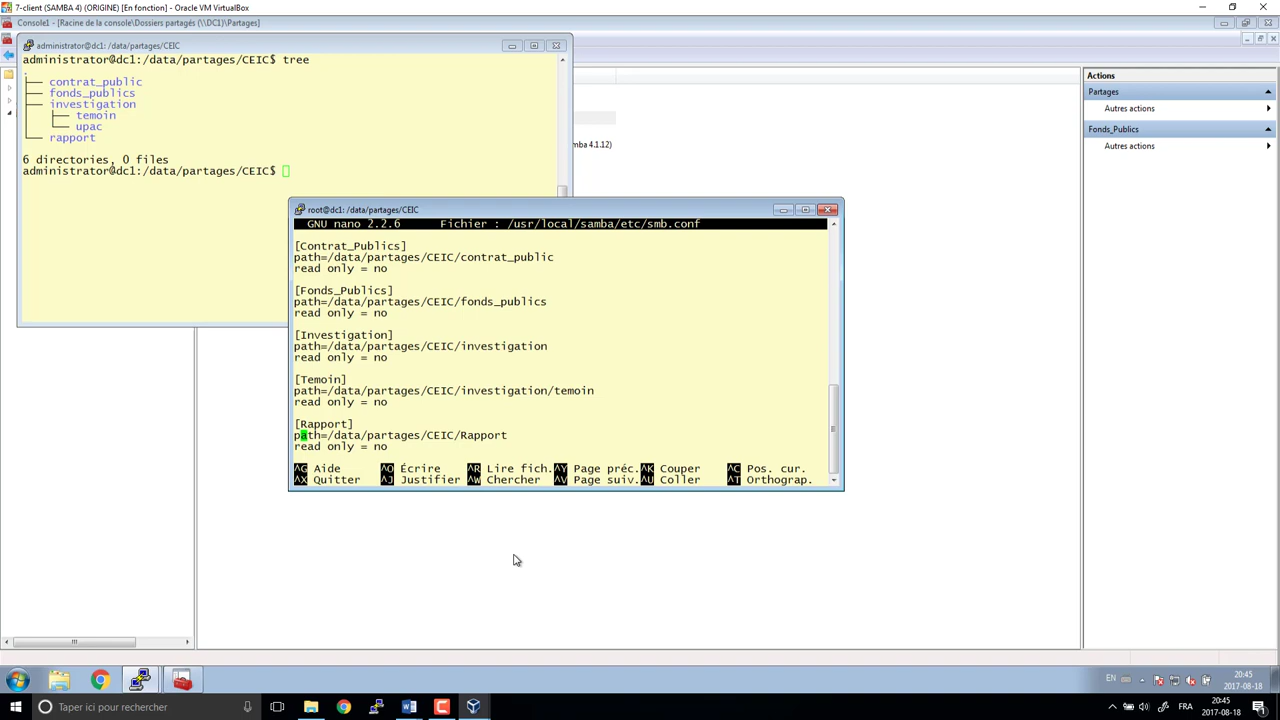 7-client (SAMBA 4) (ORIGINE) [En fonction] - Oracle VM VirtualBox
Console1 - [Racine de la console\Dossiers partagés (\\DC1)\Partages]
administrator@dc1: /data/partages/CEIC
administrator@dc1:/data/partages/CEIC$ tree
.
├── contrat_public
├── fonds_publics
├── investigation
│   ├── temoin
│   └── upac
└── rapport
6 directories, 0 files
administrator@dc1:/data/partages/CEIC$
mba 4.1.12)
Actions
Partages
Autres actions
Fonds_Publics
Autres actions
root@dc1: /data/partages/CEIC
GNU nano 2.2.6 Fichier : /usr/local/samba/etc/smb.conf
[Contrat_Publics]
path=/data/partages/CEIC/contrat_public
read only = no
[Fonds_Publics]
path=/data/partages/CEIC/fonds_publics
read only = no
[Investigation]
path=/data/partages/CEIC/investigation
read only = no
[Temoin]
path=/data/partages/CEIC/investigation/temoin
read only = no
[Rapport]
path=/data/partages/CEIC/Rapport
read only = no
^G Aide ^O Écrire ^R Lire fich. ^Y Page préc. ^K Couper ^C Pos. cur.
^X Quitter ^J Justifier ^W Chercher ^V Page suiv. ^U Coller ^T Orthograp.
EN
20:45
2017-08-18
Taper ici pour rechercher
FRA
20:45
2017-08-18